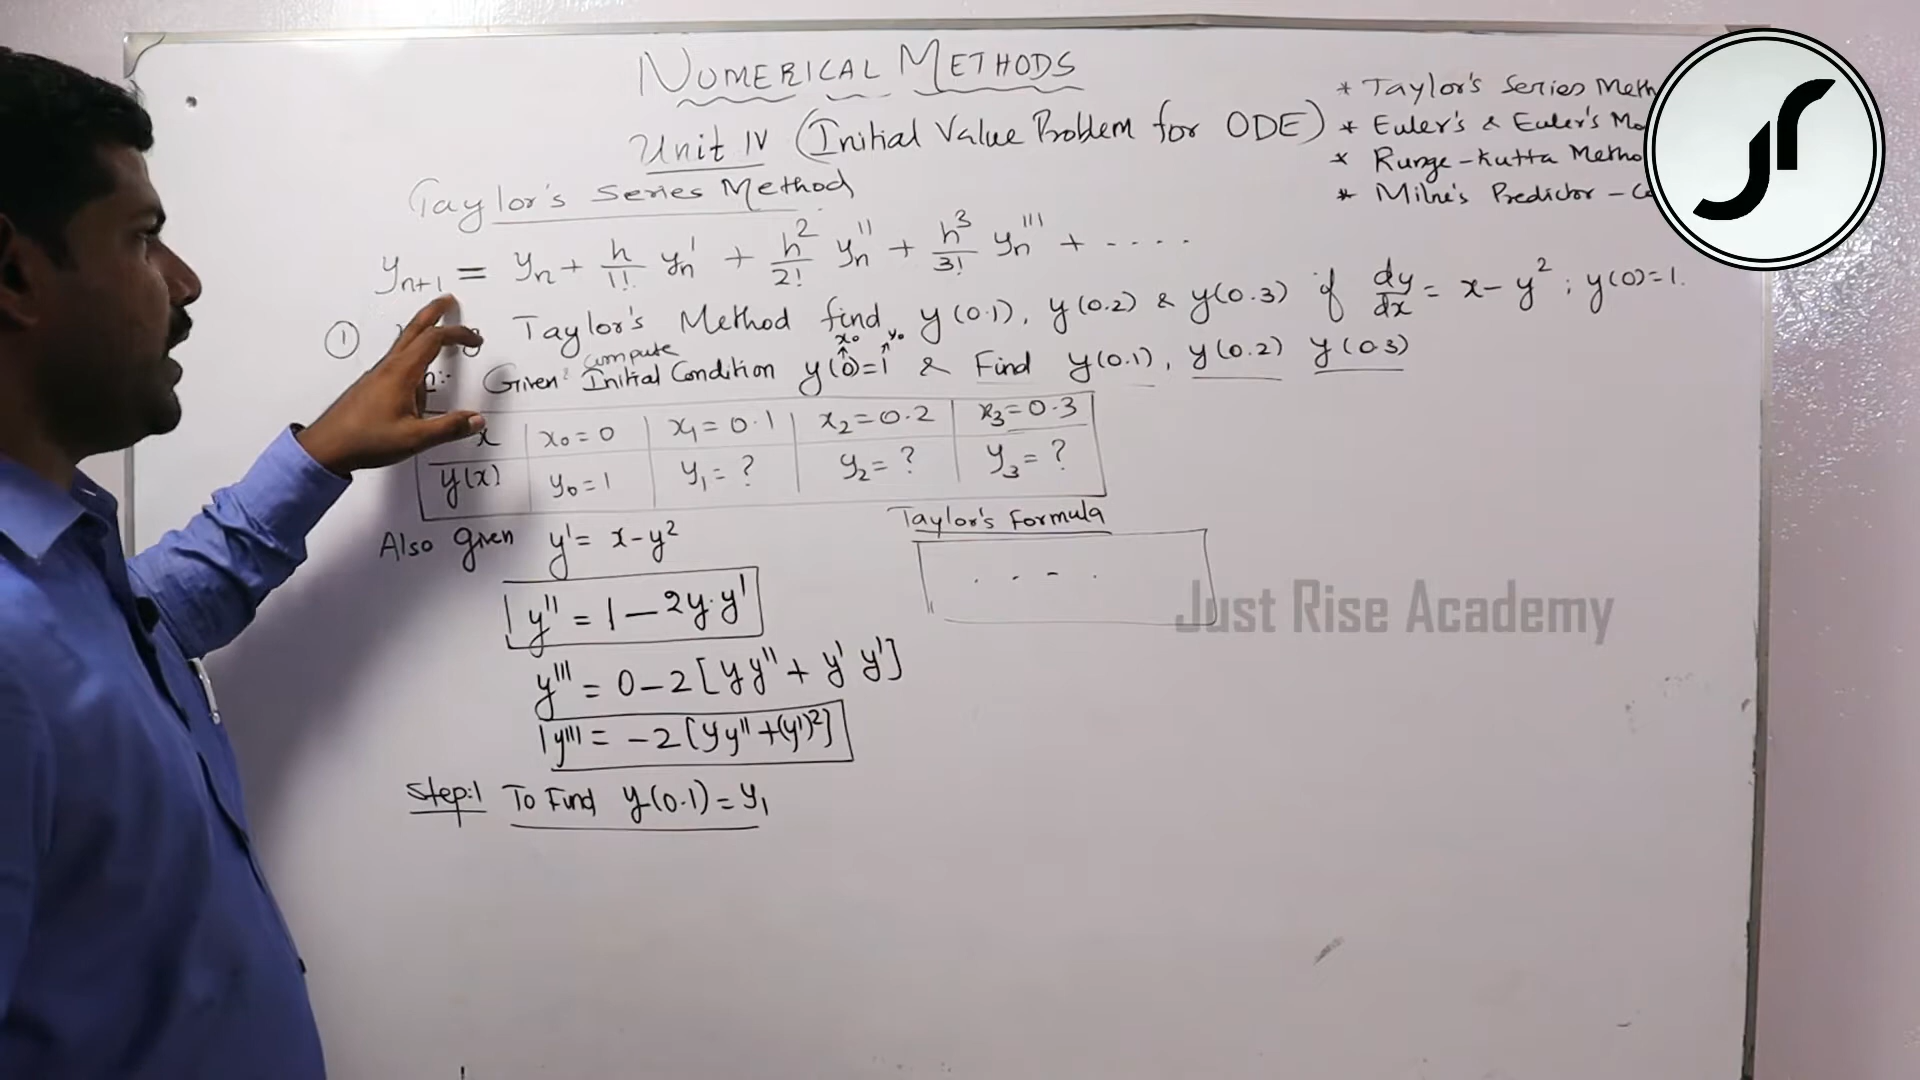 NUMERICAL METHODS
Unit IV (Initial Value Problem for ODE)
* Taylor's Series Meth
* Euler's & Euler's Mo
* Runge-Kutta Metho
* Milne's Predictor - Co
Taylor's Series Method
yₙ₊₁ = yₙ + h/1! yₙ' + h²/2! yₙ'' + h³/3! yₙ''' + ....
① Taylor's Method find y(0.1), y(0.2) & y(0.3) if dy/dx = x - y² ; y(0)=1.
compute x₀ y₀
n:- Given: Initial Condition y(0)=1 & Find y(0.1), y(0.2) y(0.3)
x | x₀=0 | x₁=0.1 | x₂=0.2 | x₃=0.3
y(x) | y₀=1 | y₁=? | y₂=? | y₃=?
Also Given y' = x-y²
y'' = 1 - 2y.y'
y''' = 0 - 2[yy'' + y' y']
y''' = -2[yy'' + (y')²]
Step:1 To Find y(0.1) = y₁
Taylor's Formula
. . - .
Just Rise Academy